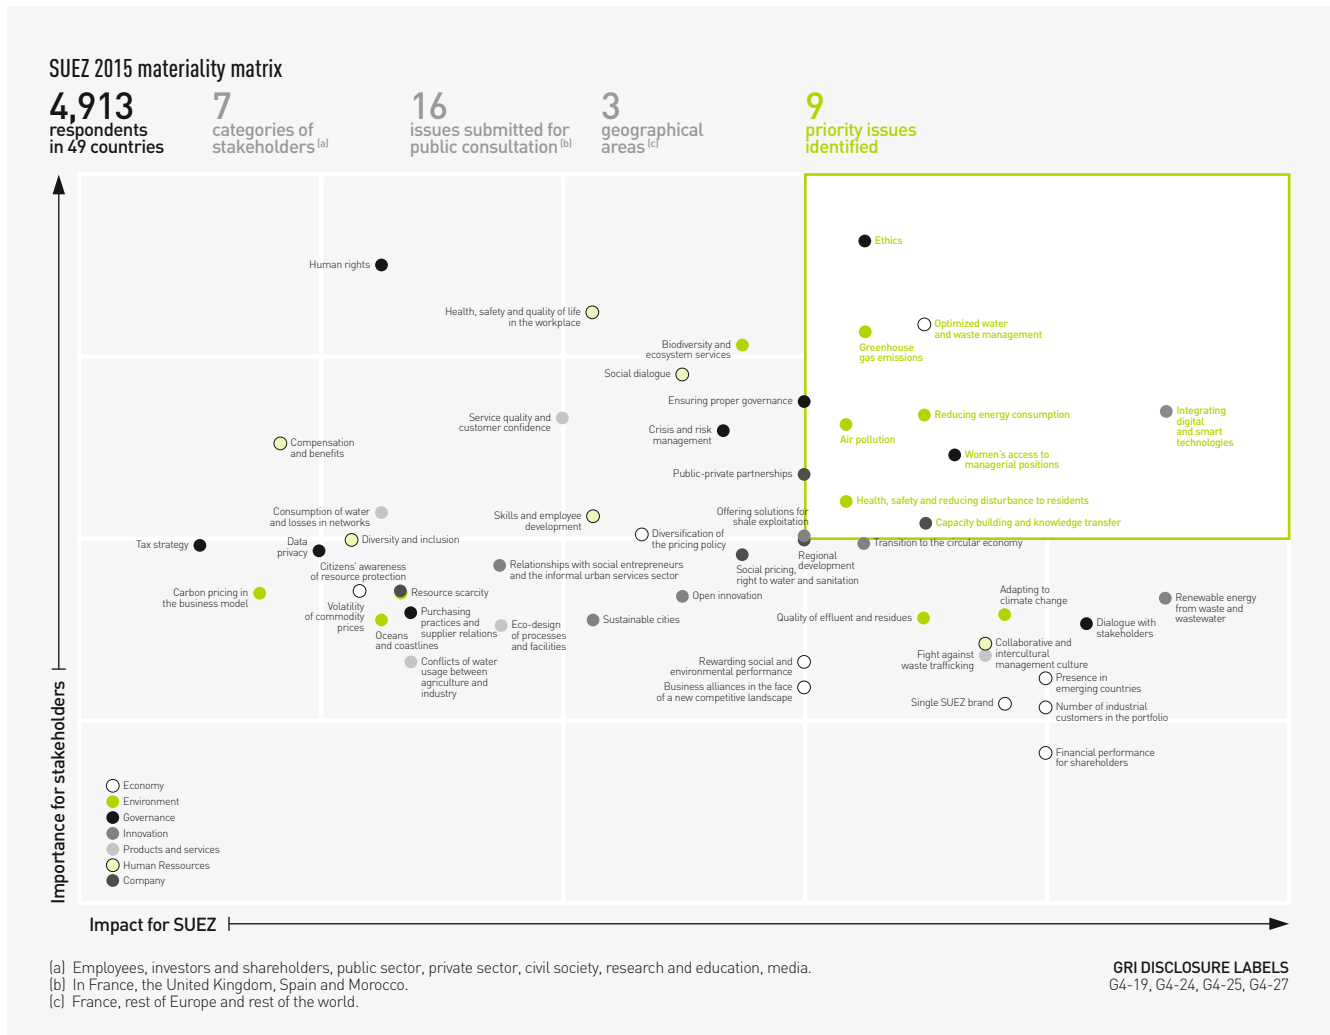 SUEZ 2015 materiality matrix
4,913
respondents
in 49 countries
7
categories of
stakeholders (a)
16
issues submitted for
public consultation (b)
3
geographical
areas (c)
9
priority issues
identified
Importance for stakeholders
Ethics
Human rights
Health, safety and quality of life
in the workplace
Optimized water
and waste management
Greenhouse
gas emissions
Biodiversity and
ecosystem services
Social dialogue
Ensuring proper governance
Service quality and
customer confidence
Crisis and risk
management
Reducing energy consumption
Integrating
digital
and smart
technologies
Air pollution
Compensation
and benefits
Women's access to
managerial positions
Public-private partnerships
Health, safety and reducing disturbance to residents
Consumption of water
and losses in networks
Skills and employee
development
Offering solutions for
shale exploitation
Capacity building and knowledge transfer
Tax strategy
Data
privacy
Diversity and inclusion
Diversification of
the pricing policy
Regional
development
Transition to the circular economy
Social pricing,
right to water and sanitation
Citizens' awareness
of resource protection
Relationships with social entrepreneurs
and the informal urban services sector
Carbon pricing in
the business model
Resource scarcity
Volatility
of commodity
prices
Purchasing
practices and
supplier relations
Oceans
and coastlines
Eco-design
of processes
and facilities
Open innovation
Sustainable cities
Quality of effluent and residues
Adapting to
climate change
Renewable energy
from waste and
wastewater
Dialogue with
stakeholders
Conflicts of water
usage between
agriculture and
industry
Rewarding social and
environmental performance
Business alliances in the face
of a new competitive landscape
Fight against
waste trafficking
Collaborative and
intercultural
management culture
Presence in
emerging countries
Single SUEZ brand
Number of industrial
customers in the portfolio
Financial performance
for shareholders
Economy
Environment
Governance
Innovation
Products and services
Human Ressources
Company
Impact for SUEZ
(a) Employees, investors and shareholders, public sector, private sector, civil society, research and education, media.
(b) In France, the United Kingdom, Spain and Morocco.
(c) France, rest of Europe and rest of the world.
GRI DISCLOSURE LABELS
G4-19, G4-24, G4-25, G4-27